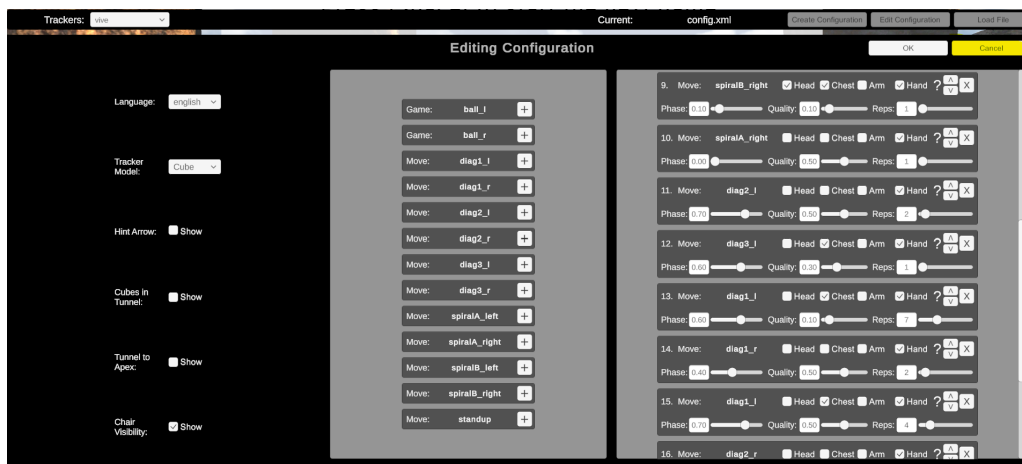 Trackers: vive Current: config.xml Create Configuration Edit Configuration Load File
Editing Configuration OK Cancel
Language: english
Tracker
Model: Cube
Hint Arrow: Show
Cubes in
Tunnel: Show
Tunnel to
Apex: Show
Chair
Visibility: Show
Game: ball_l +
Game: ball_r +
Move: diag1_l +
Move: diag1_r +
Move: diag2_l +
Move: diag2_r +
Move: diag3_l +
Move: diag3_r +
Move: spiralA_left +
Move: spiralA_right +
Move: spiralB_left +
Move: spiralB_right +
Move: standup +
9. Move: spiralB_right Head Chest Arm Hand ? ^ v X
Phase: 0.10 Quality: 0.10 Reps: 1
10. Move: spiralA_right Head Chest Arm Hand ? ^ v X
Phase: 0.00 Quality: 0.50 Reps: 1
11. Move: diag2_l Head Chest Arm Hand ? ^ v X
Phase: 0.70 Quality: 0.50 Reps: 2
12. Move: diag3_l Head Chest Arm Hand ? ^ v X
Phase: 0.60 Quality: 0.30 Reps: 1
13. Move: diag1_l Head Chest Arm Hand ? ^ v X
Phase: 0.60 Quality: 0.10 Reps: 7
14. Move: diag1_r Head Chest Arm Hand ? ^ v X
Phase: 0.40 Quality: 0.50 Reps: 2
15. Move: diag1_l Head Chest Arm Hand ? ^ v X
Phase: 0.70 Quality: 0.50 Reps: 4
16. Move: diag2_r Head Chest Arm Hand ? ^ v X